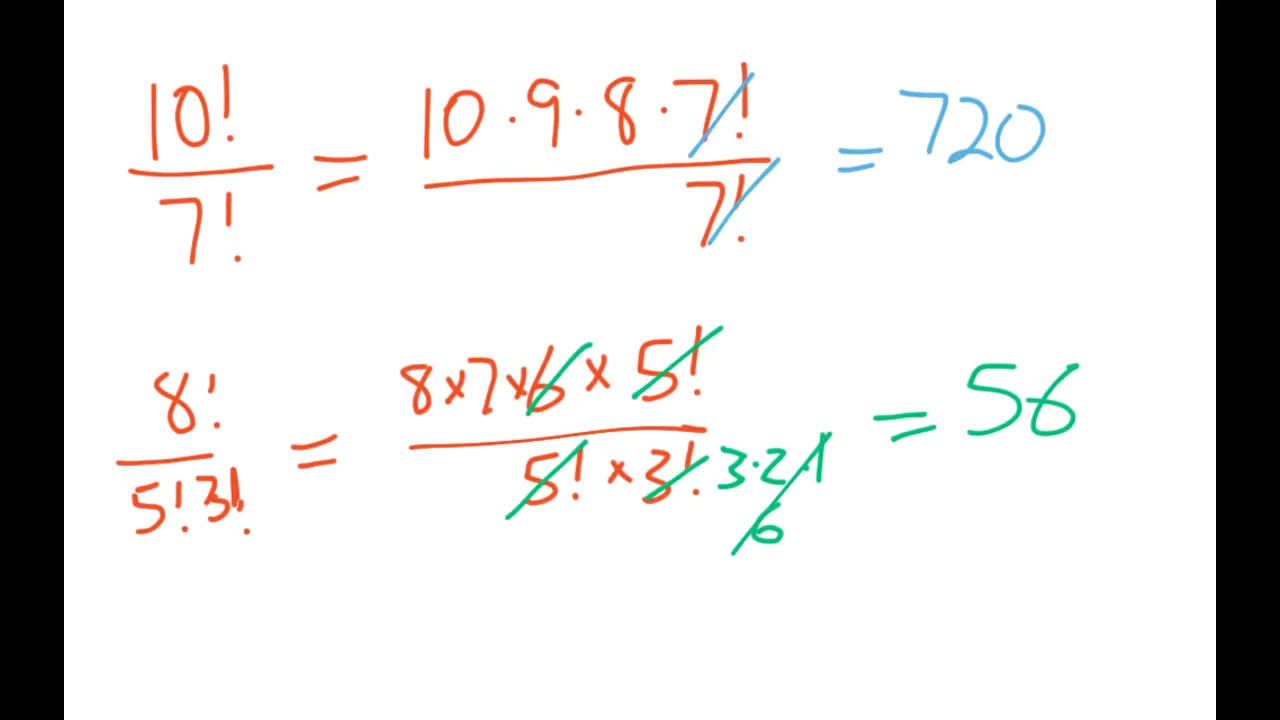 10!/7! = 10·9·8·7!/7! = 720
8!/5!3! = 8×7×6×5!/5!×3! 3·2·1 6 = 56